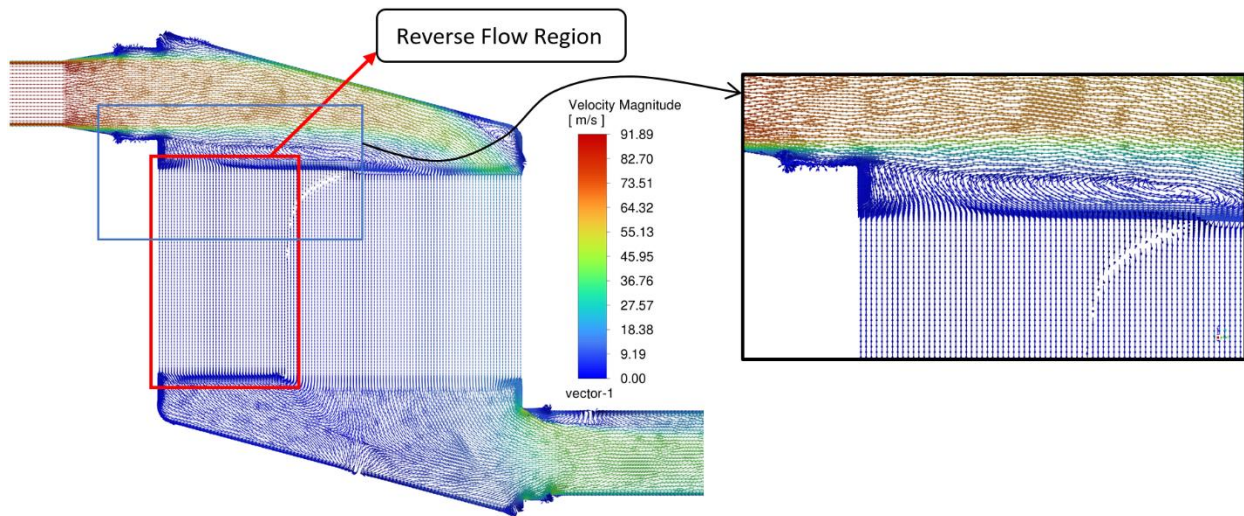 Reverse Flow Region
Velocity Magnitude
[ m/s ]
91.89
82.70
73.51
64.32
55.13
45.95
36.76
27.57
18.38
9.19
0.00
vector-1